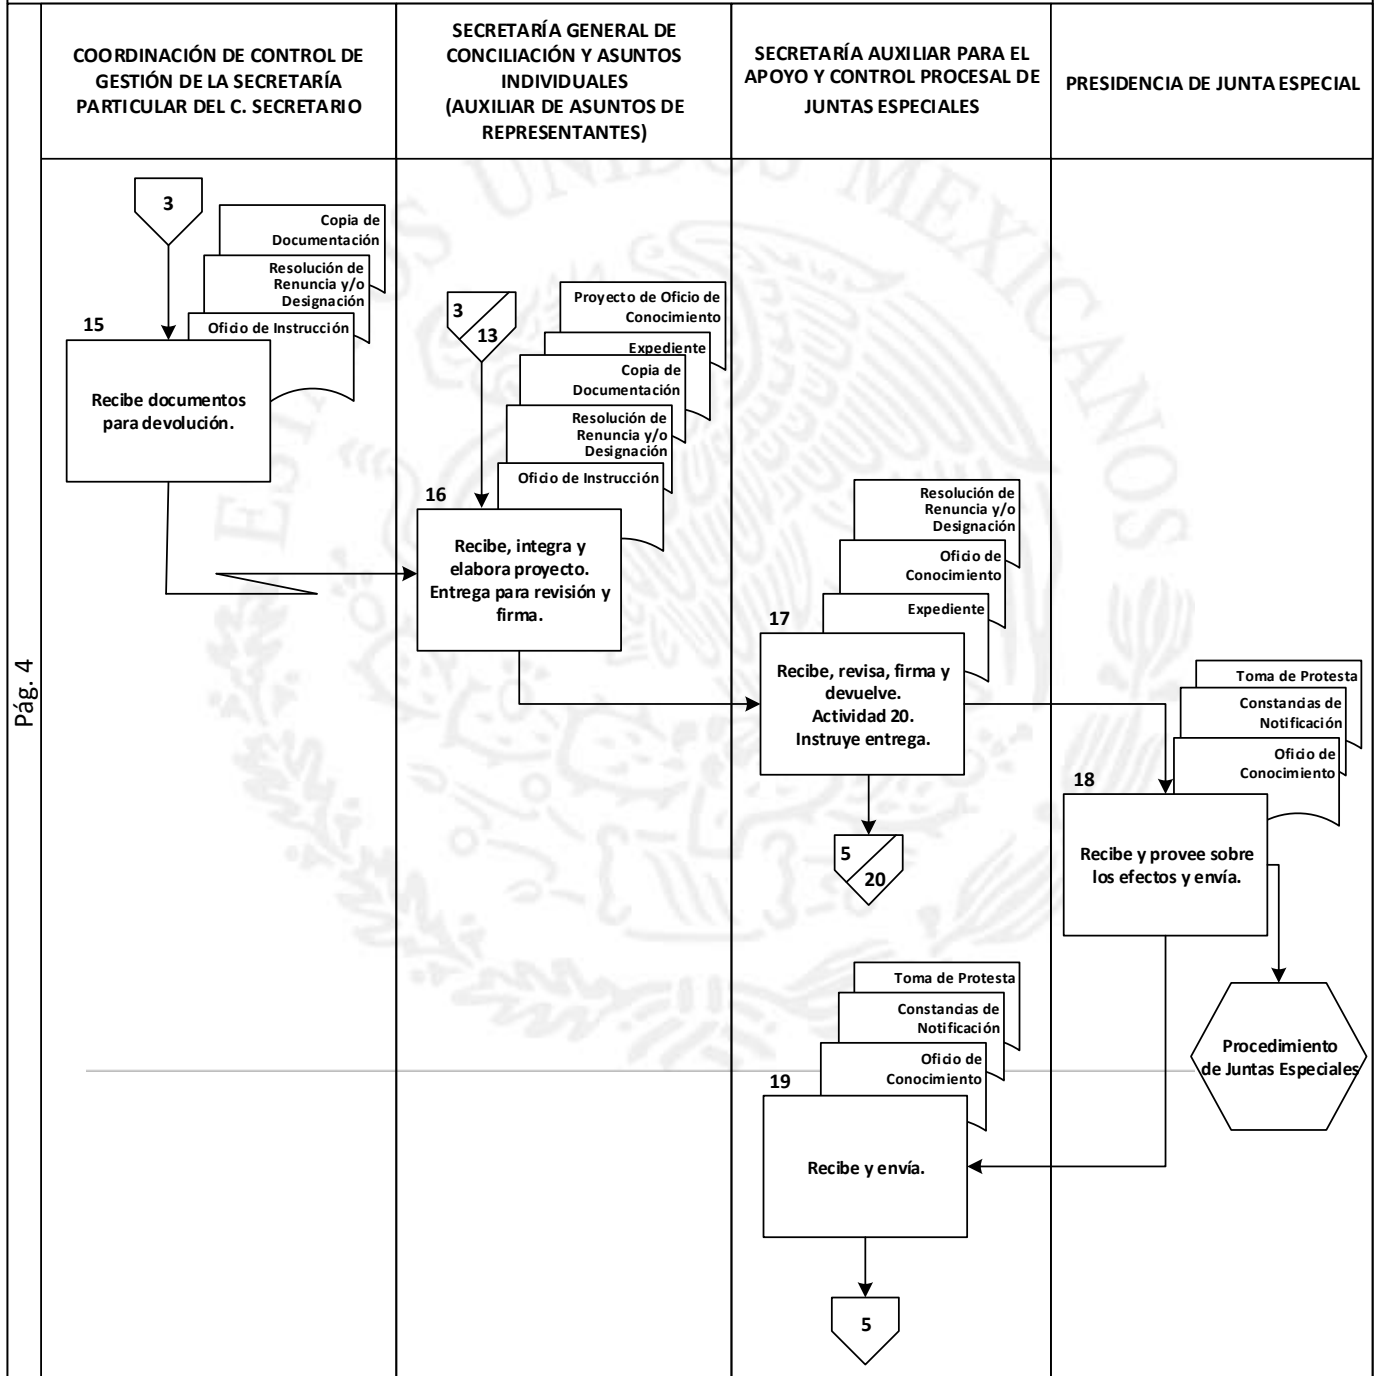 COORDINACIÓN DE CONTROL DE
GESTIÓN DE LA SECRETARÍA
PARTICULAR DEL C. SECRETARIO
SECRETARÍA GENERAL DE
CONCILIACIÓN Y ASUNTOS
INDIVIDUALES
(AUXILIAR DE ASUNTOS DE
REPRESENTANTES)
SECRETARÍA AUXILIAR PARA EL
APOYO Y CONTROL PROCESAL DE
JUNTAS ESPECIALES
PRESIDENCIA DE JUNTA ESPECIAL
Pág. 4
3
Copia de
Documentación
Resolución de
Renuncia y/o
Designación
Oficio de Instrucción
15
Recibe documentos
para devolución.
3
13
Proyecto de Oficio de
Conocimiento
Expediente
Copia de
Documentación
Resolución de
Renuncia y/o
Designación
Oficio de Instrucción
16
Recibe, integra y
elabora proyecto.
Entrega para revisión y
firma.
Resolución de
Renuncia y/o
Designación
Oficio de
Conocimiento
Expediente
17
Recibe, revisa, firma y
devuelve.
Actividad 20.
Instruye entrega.
5
20
Toma de Protesta
Constancias de
Notificación
Oficio de
Conocimiento
18
Recibe y provee sobre
los efectos y envía.
Procedimiento
de Juntas Especiales
Toma de Protesta
Constancias de
Notificación
Oficio de
Conocimiento
19
Recibe y envía.
5
ESTADOS UNIDOS MEXICANOS